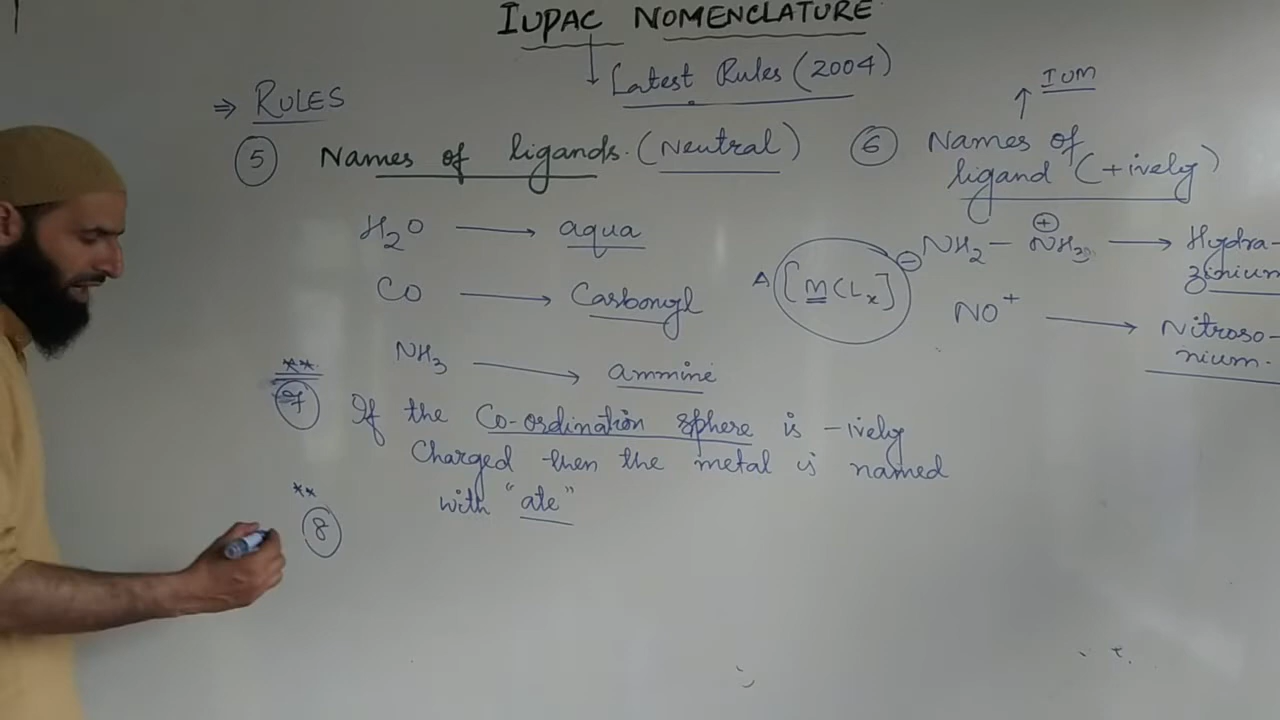 IUPAC NOMENCLATURE
↓ Latest Rules (2004)
⇒ RULES
⑤ Names of ligands. (Neutral)
H₂O ⟶ aqua
CO ⟶ Carbonyl
NH₃ ⟶ ammine
↑ IUM
⑥ Names of
ligand (+ively)
NH₂ – NH₃ ⊕ ⟶ Hydra-
zinium
A [MCLₓ] ⊖
NO⁺ ⟶ Nitroso-
nium.
**
⑦ If the Co-ordination sphere is -ively
Charged then the metal is named
with "ate"
**
⑧